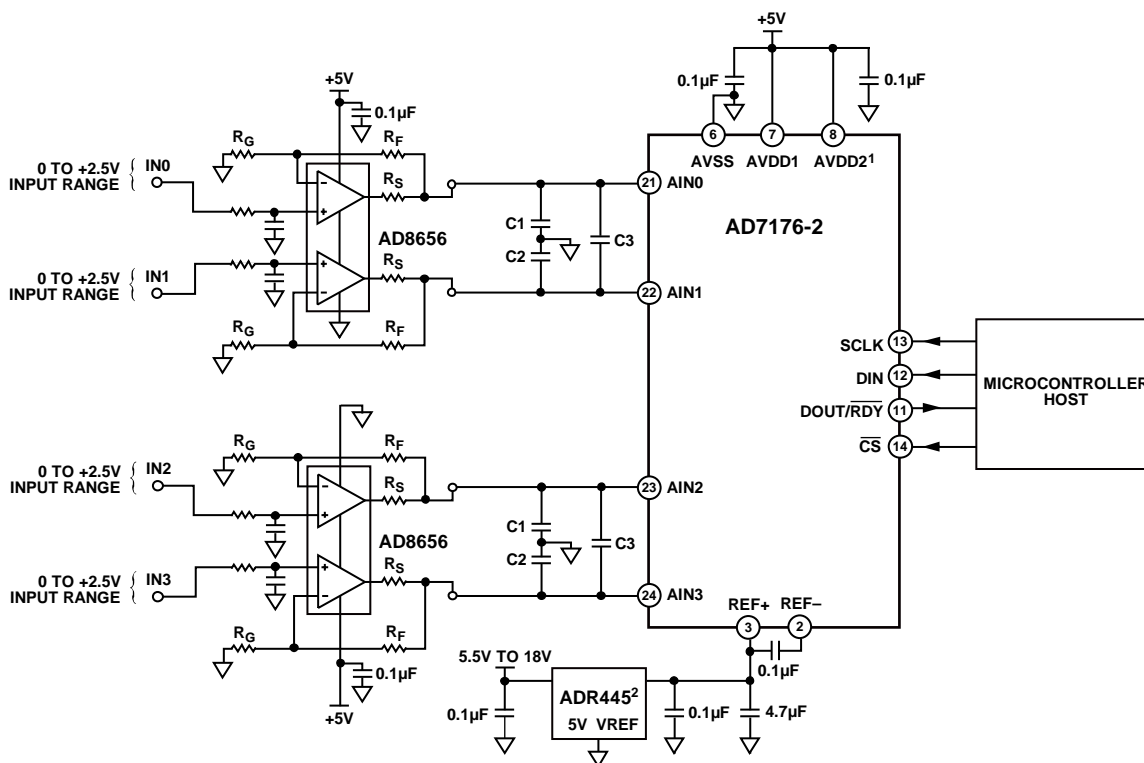 +5V
0.1µF
0.1µF
6
7
8
AVSS
AVDD1
AVDD2¹
+5V
0.1µF
RG
RF
0 TO +2.5V
INPUT RANGE
IN0
RS
–
+
AD8656
21
AIN0
AD7176-2
C1
C2
C3
0 TO +2.5V
INPUT RANGE
IN1
+
–
RS
22
AIN1
RG
RF
SCLK
13
DIN
12
DOUT/RDY
11
CS
14
MICROCONTROLLER
HOST
RG
RF
0 TO +2.5V
INPUT RANGE
IN2
RS
–
+
AD8656
23
AIN2
C1
C2
C3
0 TO +2.5V
INPUT RANGE
IN3
+
–
RS
24
AIN3
RG
RF
0.1µF
+5V
REF+
REF–
3
2
0.1µF
5.5V TO 18V
0.1µF
ADR445²
5V VREF
0.1µF
4.7µF